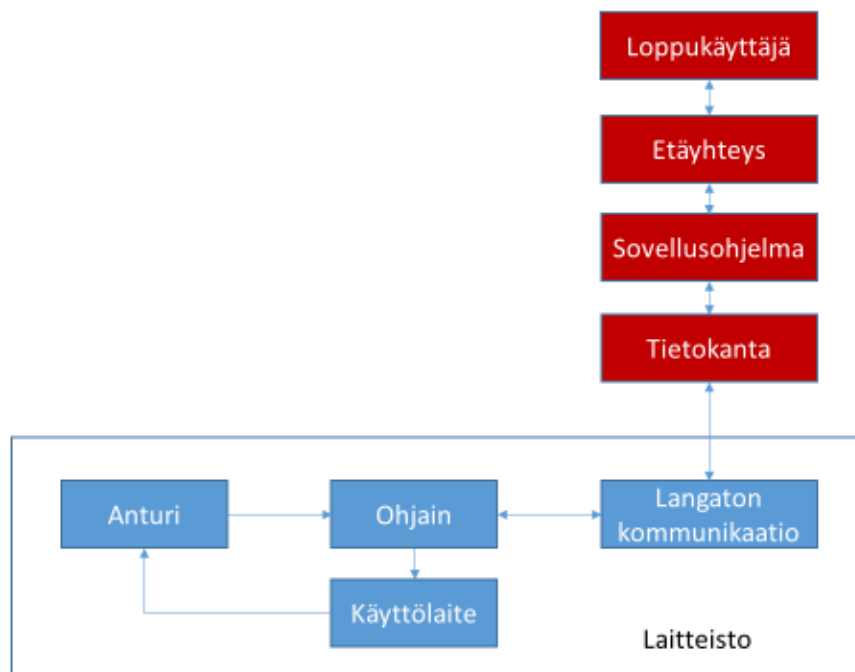 Loppukäyttäjä
Etäyhteys
Sovellusohjelma
Tietokanta
Anturi
Ohjain
Langaton
kommunikaatio
Käyttölaite
Laitteisto